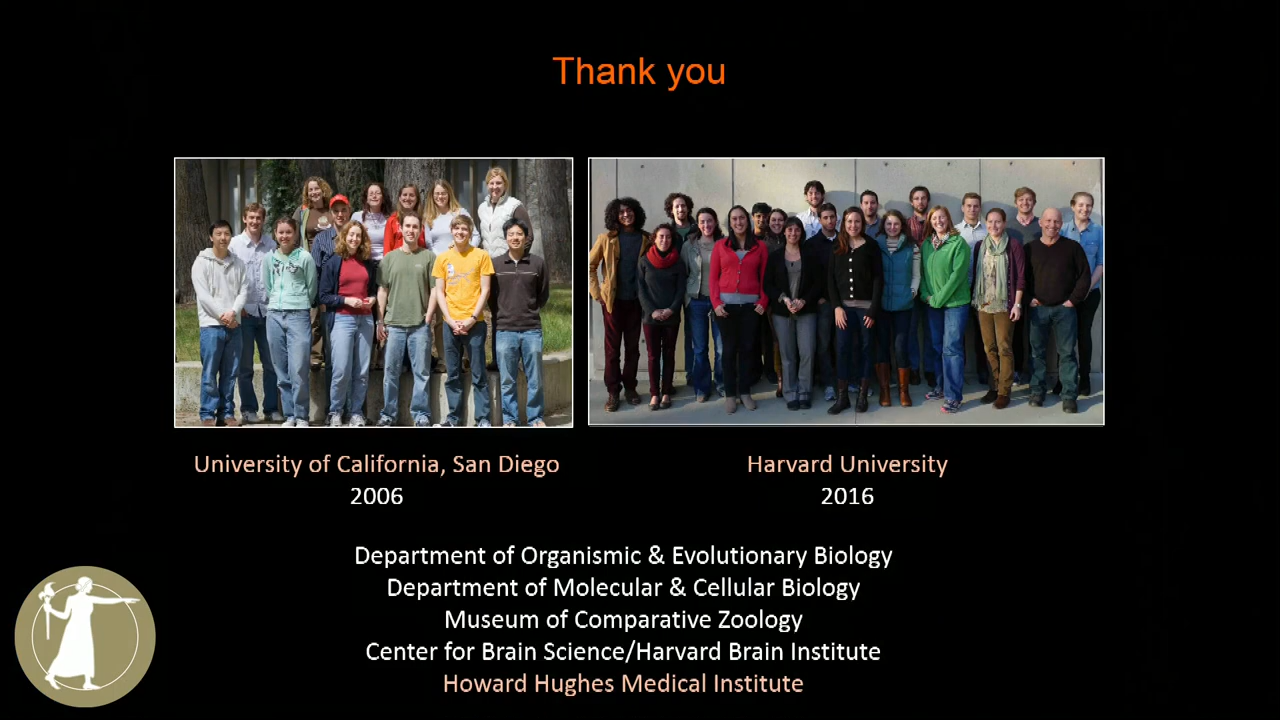 Thank you
University of California, San Diego
2006
Harvard University
2016
Department of Organismic & Evolutionary Biology
Department of Molecular & Cellular Biology
Museum of Comparative Zoology
Center for Brain Science/Harvard Brain Institute
Howard Hughes Medical Institute